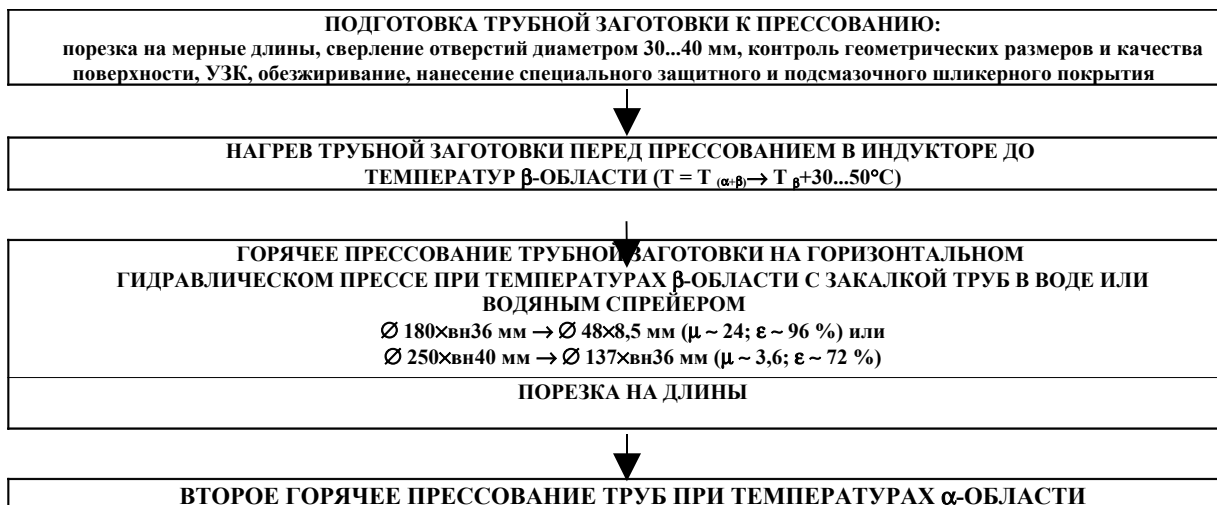 ПОДГОТОВКА ТРУБНОЙ ЗАГОТОВКИ К ПРЕССОВАНИЮ:
порезка на мерные длины, сверление отверстий диаметром 30...40 мм, контроль геометрических размеров и качества
поверхности, УЗК, обезжиривание, нанесение специального защитного и подсмазочного шликерного покрытия
НАГРЕВ ТРУБНОЙ ЗАГОТОВКИ ПЕРЕД ПРЕССОВАНИЕМ В ИНДУКТОРЕ ДО
ТЕМПЕРАТУР β-ОБЛАСТИ (Т = Т (α+β)→ Т β+30...50°С)
ГОРЯЧЕЕ ПРЕССОВАНИЕ ТРУБНОЙ ЗАГОТОВКИ НА ГОРИЗОНТАЛЬНОМ
ГИДРАВЛИЧЕСКОМ ПРЕССЕ ПРИ ТЕМПЕРАТУРАХ β-ОБЛАСТИ С ЗАКАЛКОЙ ТРУБ В ВОДЕ ИЛИ
ВОДЯНЫМ СПРЕЙЕРОМ
∅ 180×вн36 мм → ∅ 48×8,5 мм (μ ~ 24; ε ~ 96 %) или
∅ 250×вн40 мм → ∅ 137×вн36 мм (μ ~ 3,6; ε ~ 72 %)
ПОРЕЗКА НА ДЛИНЫ
ВТОРОЕ ГОРЯЧЕЕ ПРЕССОВАНИЕ ТРУБ ПРИ ТЕМПЕРАТУРАХ α-ОБЛАСТИ